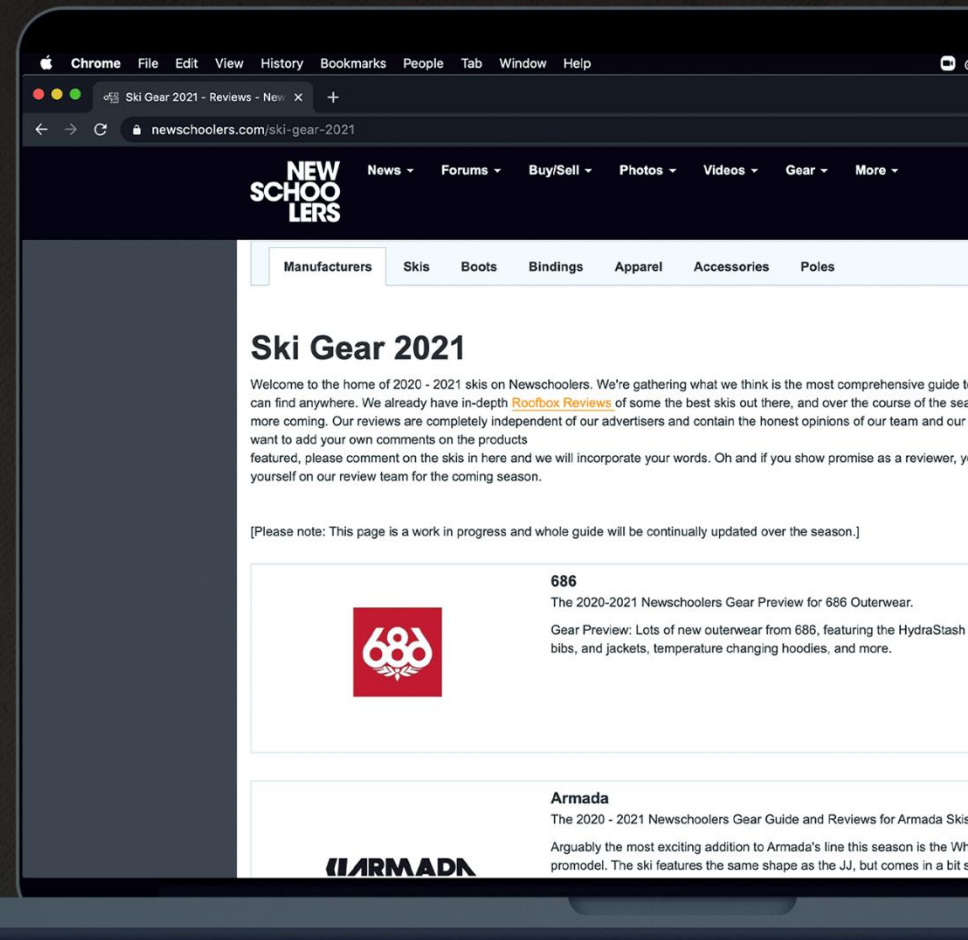 Chrome File Edit View History Bookmarks People Tab Window Help
Ski Gear 2021 - Reviews - New
newschoolers.com/ski-gear-2021
NEW
SCHOO
LERS
News Forums Buy/Sell Photos Videos Gear More
Manufacturers Skis Boots Bindings Apparel Accessories Poles
Ski Gear 2021
Welcome to the home of 2020 - 2021 skis on Newschoolers. We're gathering what we think is the most comprehensive guide
can find anywhere. We already have in-depth Roofbox Reviews of some the best skis out there, and over the course of the
more coming. Our reviews are completely independent of our advertisers and contain the honest opinions of our team and our
want to add your own comments on the products
featured, please comment on the skis in here and we will incorporate your words. Oh and if you show promise as a reviewer,
yourself on our review team for the coming season.
[Please note: This page is a work in progress and whole guide will be continually updated over the season.]
686
686
The 2020-2021 Newschoolers Gear Preview for 686 Outerwear.
Gear Preview: Lots of new outerwear from 686, featuring the HydraStash
bibs, and jackets, temperature changing hoodies, and more.
ARMADA
Armada
The 2020 - 2021 Newschoolers Gear Guide and Reviews for Armada Skis
Arguably the most exciting addition to Armada's line this season is the
promodel. The ski features the same shape as the JJ, but comes in a bit